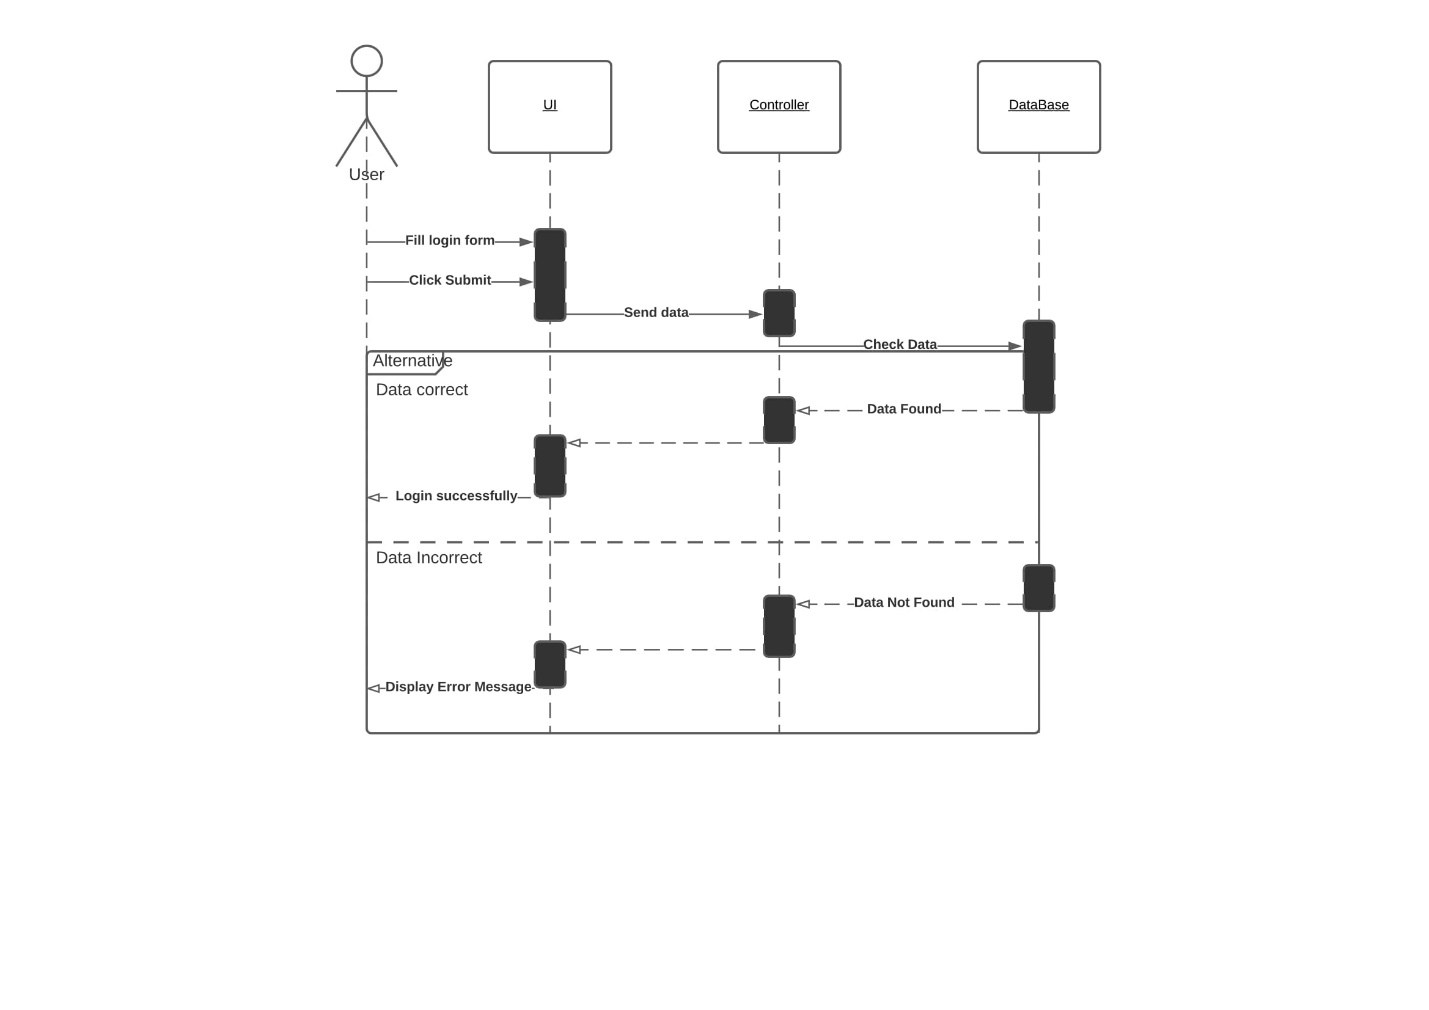 UI
Controller
DataBase
User
Fill login form
Click Submit
Send data
Check Data
Alternative
Data correct
Data Found
Login successfully
Data Incorrect
Data Not Found
Display Error Message